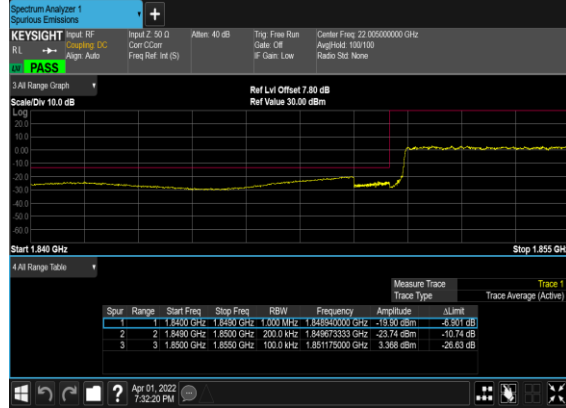 Spectrum Analyzer 1
Spurious Emissions
+
KEYSIGHT Input: RF Input Z: 50 Ω Atten: 40 dB Trig: Free Run Center Freq: 22.005000000 GHz
RL Coupling: DC Corr CCorr Gate: Off Avg|Hold: 100/100
Align: Auto Freq Ref: Int (S) IF Gain: Low Radio Std: None
PASS
3 All Range Graph
Ref Lvl Offset 7.80 dB
Scale/Div 10.0 dB Ref Value 30.00 dBm
Log
20.0
10.0
0.00
-10.0
-20.0
-30.0
-40.0
-50.0
-60.0
Start 1.840 GHz Stop 1.855 GH
4 All Range Table
Measure Trace Trace 1
Trace Type Trace Average (Active)
Spur Range Start Freq Stop Freq RBW Frequency Amplitude ΔLimit
1 1 1.8400 GHz 1.8490 GHz 1.000 MHz 1.848940000 GHz -19.90 dBm -6.901 dB
2 2 1.8490 GHz 1.8500 GHz 200.0 kHz 1.849673333 GHz -23.74 dBm -10.74 dB
3 3 1.8500 GHz 1.8550 GHz 100.0 kHz 1.851175000 GHz 3.368 dBm -26.63 dB
? Apr 01, 2022
7:32:20 PM